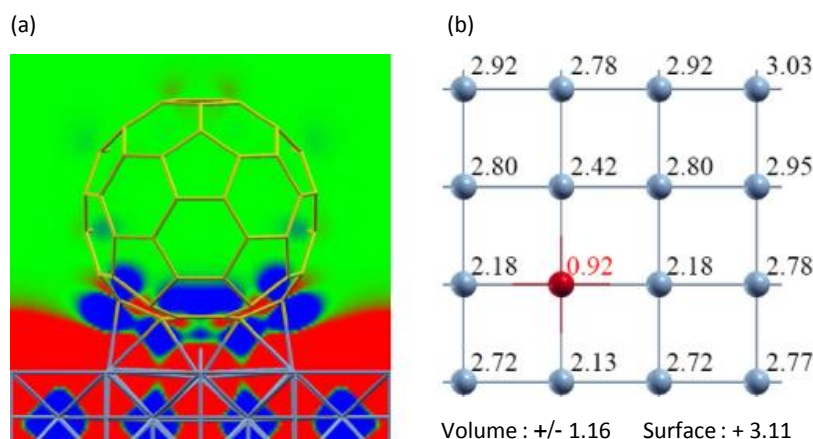 (a) (b)
2.92 2.78 2.92 3.03
2.80 2.42 2.80 2.95
2.18 0.92 2.18 2.78
2.72 2.13 2.72 2.77
Volume : +/- 1.16 Surface : + 3.11